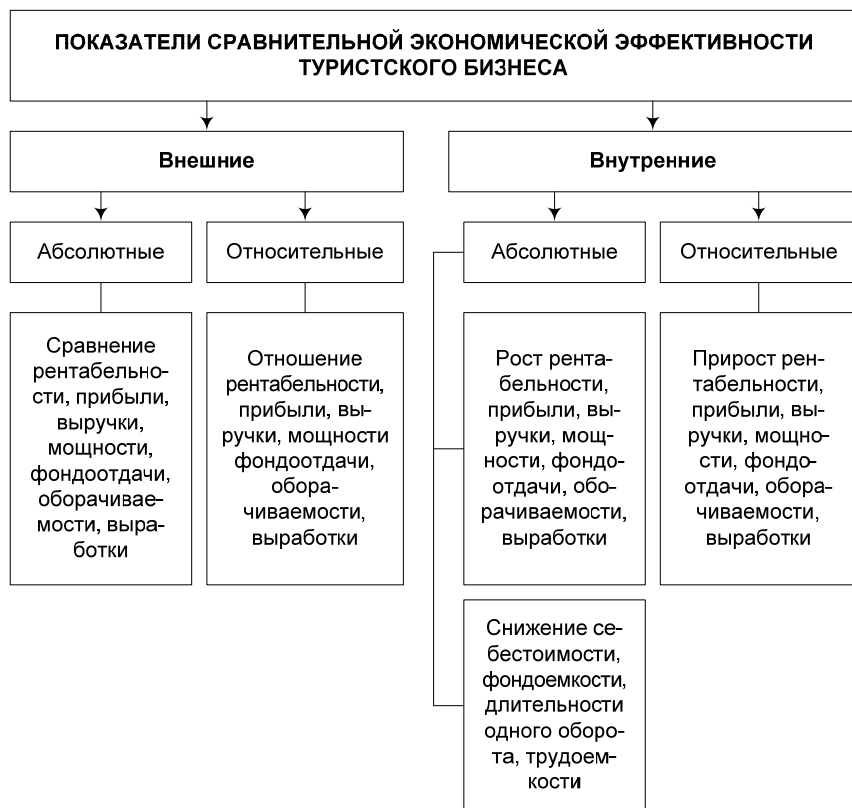 ПОКАЗАТЕЛИ СРАВНИТЕЛЬНОЙ ЭКОНОМИЧЕСКОЙ ЭФФЕКТИВНОСТИ
ТУРИСТСКОГО БИЗНЕСА
Внешние
Внутренние
Абсолютные
Относительные
Абсолютные
Относительные
Сравнение
рентабельно-
сти, прибыли,
выручки,
мощности,
фондоотдачи,
оборачивае-
мости, выра-
ботки
Отношение
рентабельности,
прибыли, вы-
ручки, мощности
фондоотдачи,
обора-
чиваемости,
выработки
Рост рента-
бельности,
прибыли, вы-
ручки, мощ-
ности, фондо-
отдачи, обо-
рачиваемости,
выработки
Прирост рен-
табельности,
прибыли, вы-
ручки, мощно-
сти, фондо-
отдачи, обора-
чиваемости,
выработки
Снижение се-
бестоимости,
фондоемкости,
длительности
одного оборо-
та, трудоем-
кости